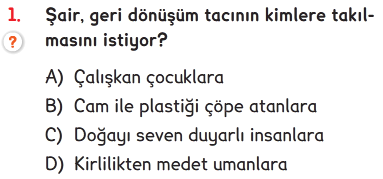 1. Şair, geri dönüşüm tacının kimlere takıl-
? masını istiyor?
A) Çalışkan çocuklara
B) Cam ile plastiği çöpe atanlara
C) Doğayı seven duyarlı insanlara
D) Kirlilikten medet umanlara